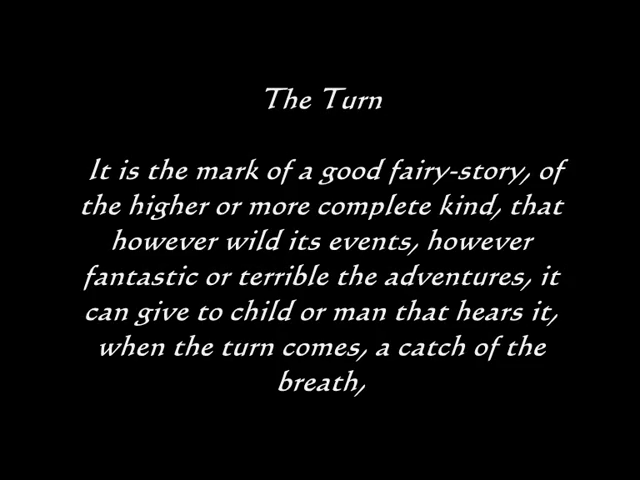 The Turn
It is the mark of a good fairy-story, of
the higher or more complete kind, that
however wild its events, however
fantastic or terrible the adventures, it
can give to child or man that hears it,
when the turn comes, a catch of the
breath,